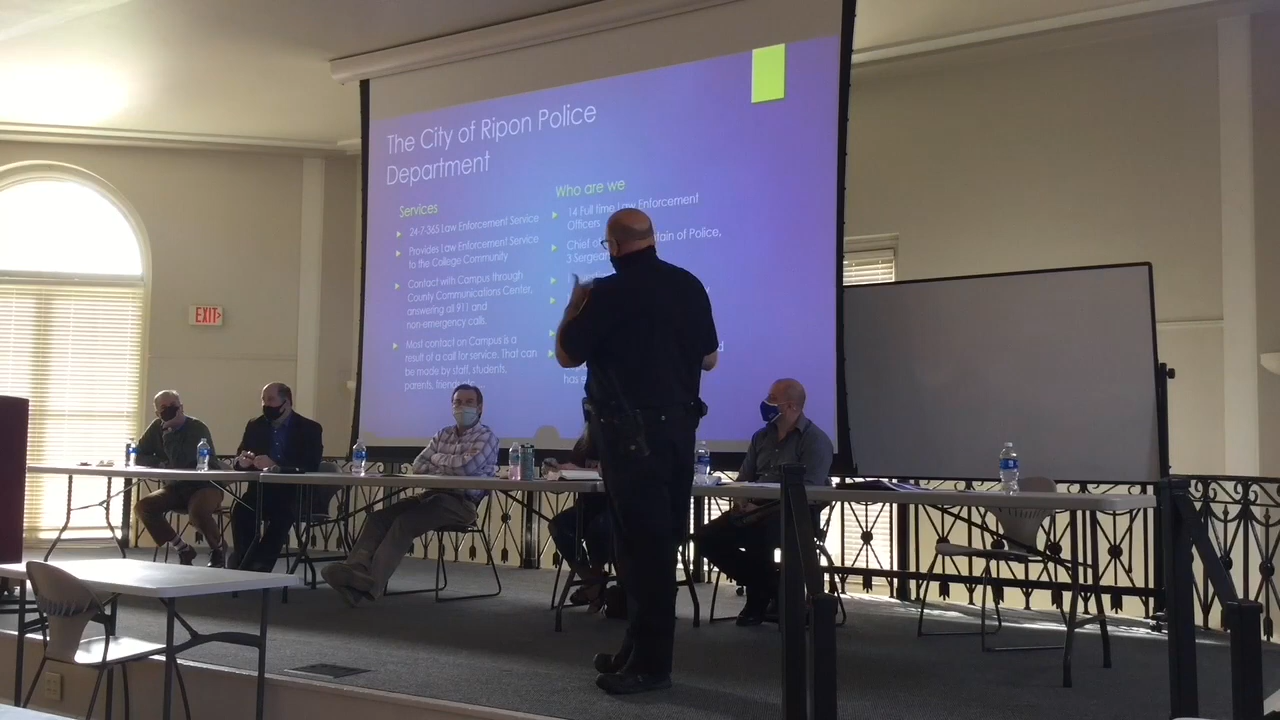 The City of Ripon Police
Department
Services
24-7-365 Law Enforcement Service
Provides Law Enforcement Service
to the College Community
Contact with Campus through
County Communications Center,
answering all 911 and
non-emergency calls.
Most contact on Campus is a
result of a call for service. That can
be made by staff, students,
parents, friends
Who are we
14 Full time Law Enforcement
Officers
Chief of tain of Police,
3 Sergean
has
EXIT